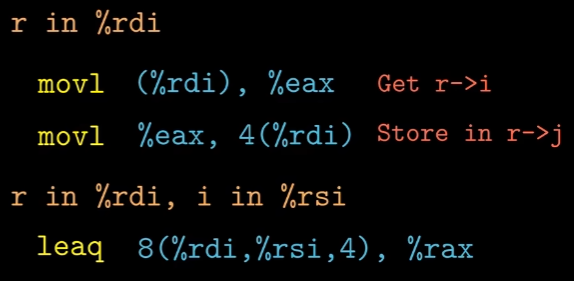 r in %rdi
movl (%rdi), %eax Get r->i
movl %eax, 4(%rdi) Store in r->j
r in %rdi, i in %rsi
leaq 8(%rdi,%rsi,4), %rax